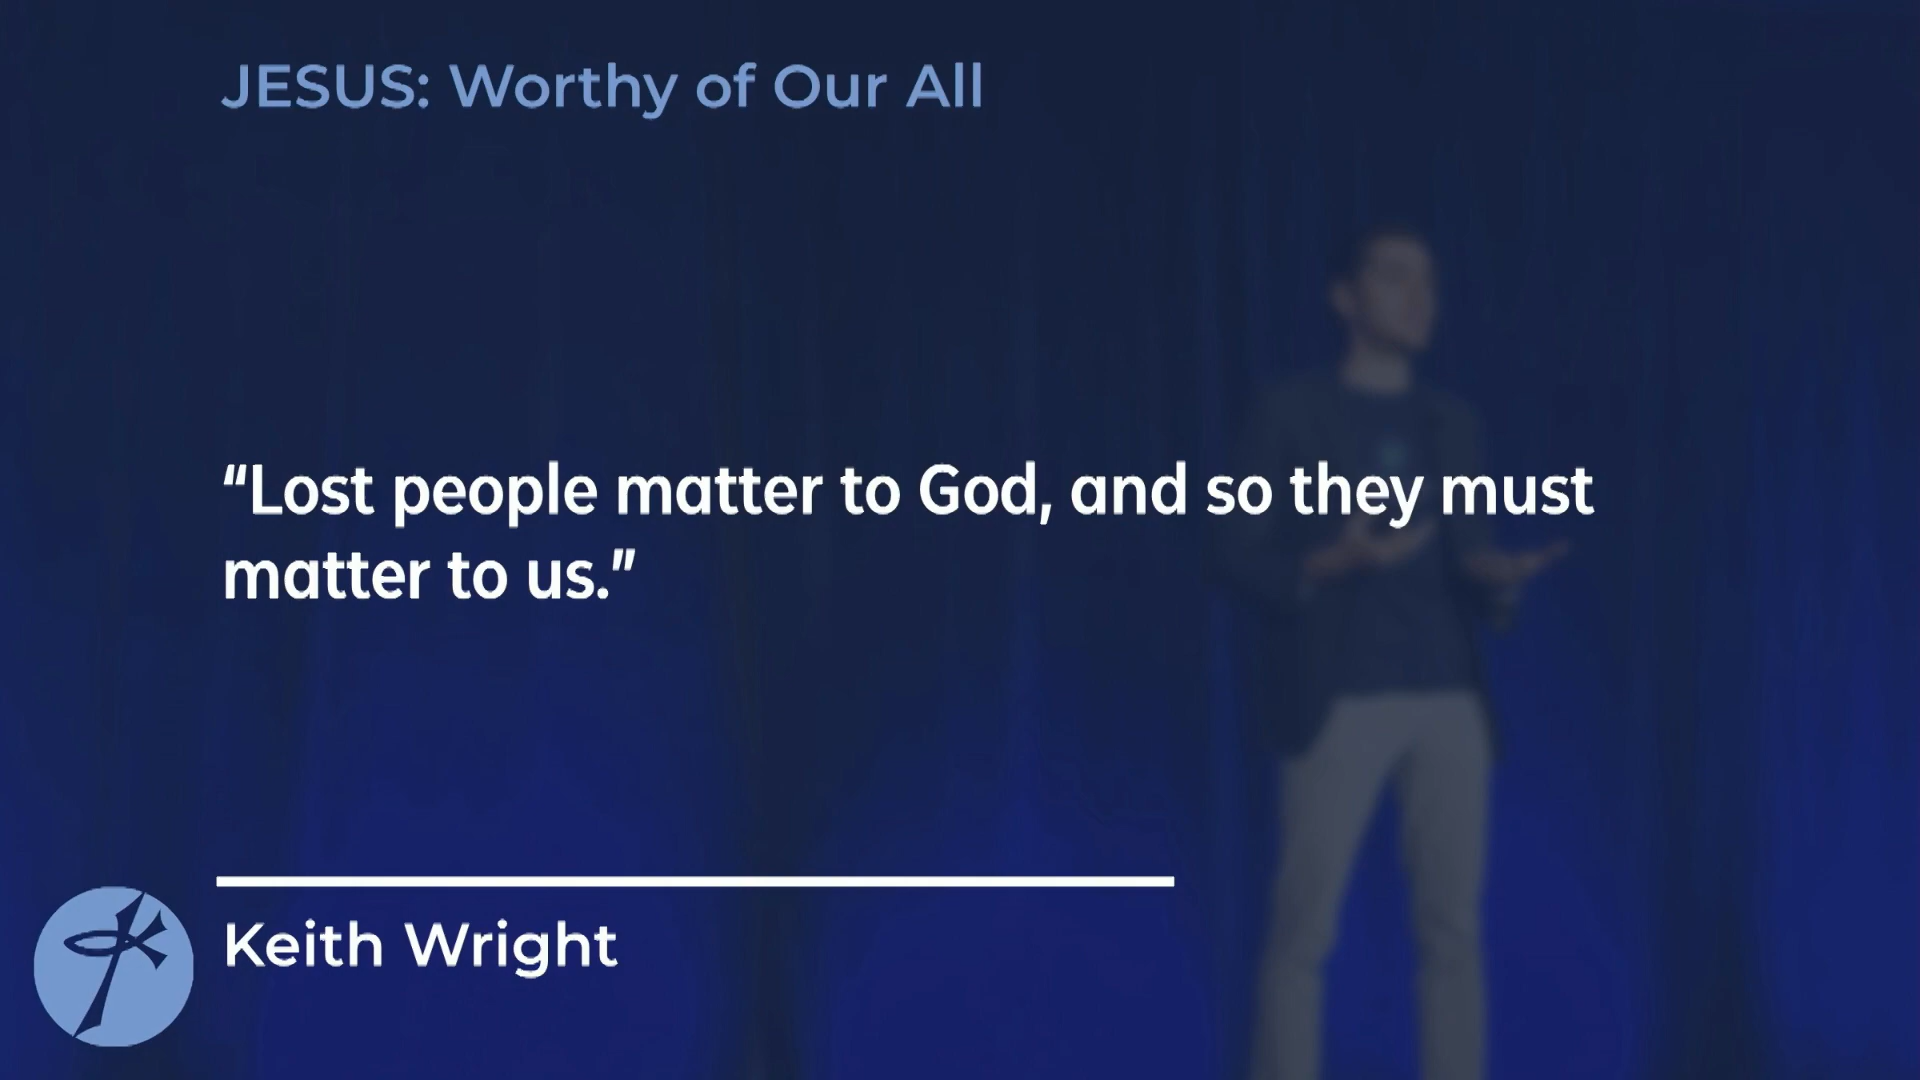 JESUS: Worthy of Our All
“Lost people matter to God, and so they must
matter to us.”
Keith Wright